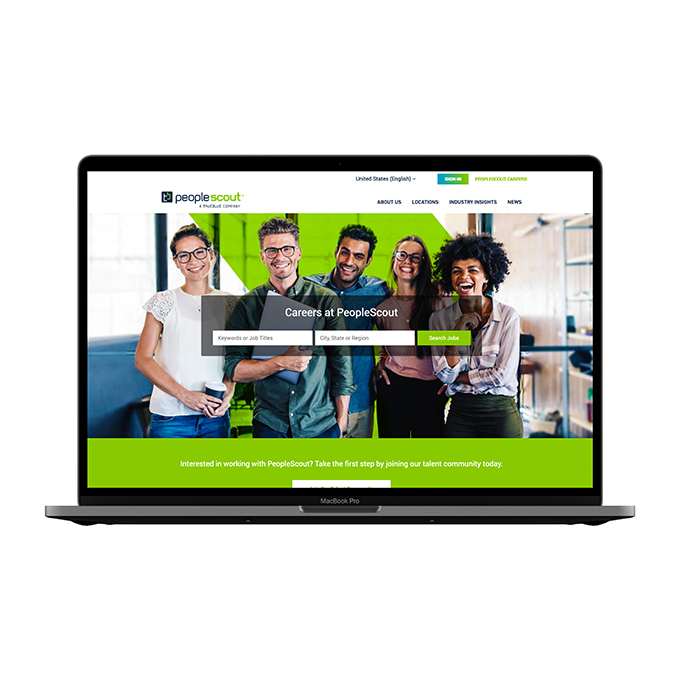 United States (English)
SIGN-IN
PEOPLESCOUT CAREERS
peoplescout
A TRUEBLUE COMPANY
ABOUT US
LOCATIONS
INDUSTRY INSIGHTS
NEWS
Careers at PeopleScout
Keywords or Job Titles
City, State or Region
Search Jobs
Interested in working with PeopleScout? Take the first step by joining our talent community today.
MacBook Pro